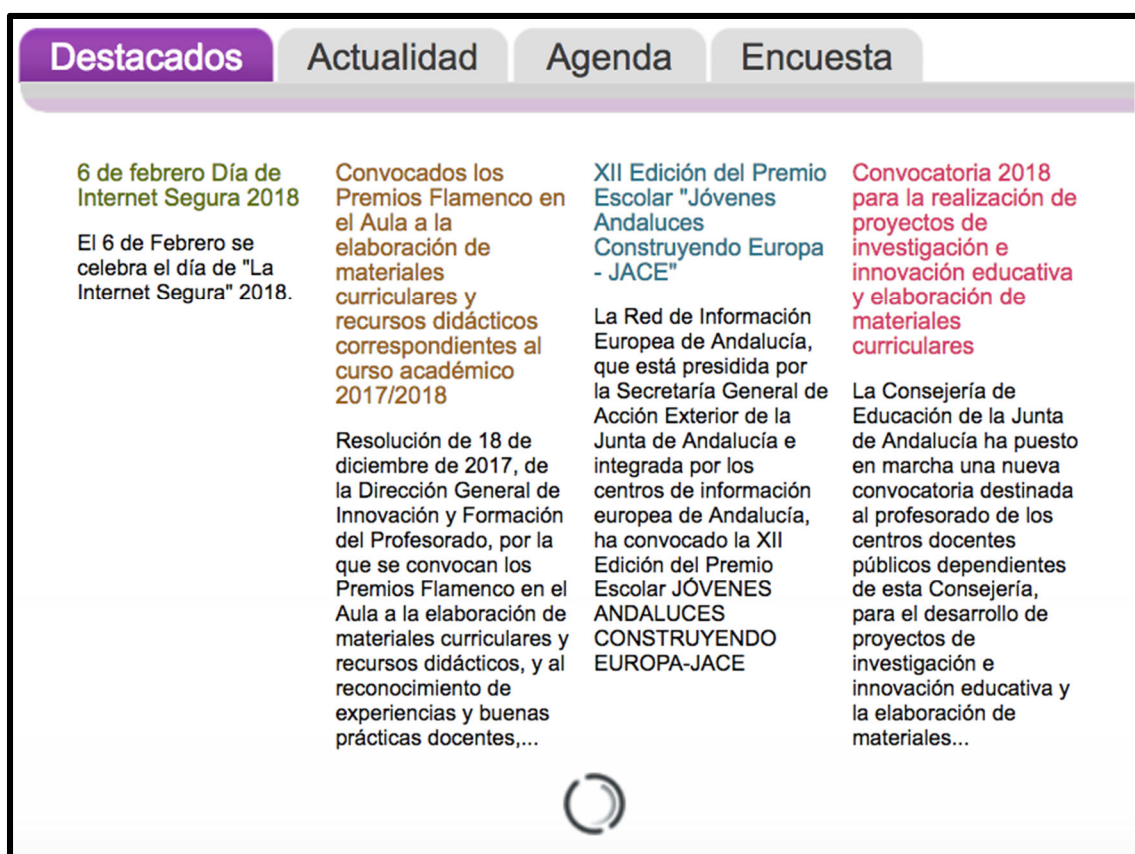 Destacados
Actualidad
Agenda
Encuesta
6 de febrero Día de
Internet Segura 2018
El 6 de Febrero se
celebra el día de "La
Internet Segura" 2018.
Convocados los
Premios Flamenco en
el Aula a la
elaboración de
materiales
curriculares y
recursos didácticos
correspondientes al
curso académico
2017/2018
Resolución de 18 de
diciembre de 2017, de
la Dirección General de
Innovación y Formación
del Profesorado, por la
que se convocan los
Premios Flamenco en el
Aula a la elaboración de
materiales curriculares y
recursos didácticos, y al
reconocimiento de
experiencias y buenas
prácticas docentes,...
XII Edición del Premio
Escolar "Jóvenes
Andaluces
Construyendo Europa
- JACE"
La Red de Información
Europea de Andalucía,
que está presidida por
la Secretaría General de
Acción Exterior de la
Junta de Andalucía e
integrada por los
centros de información
europea de Andalucía,
ha convocado la XII
Edición del Premio
Escolar JÓVENES
ANDALUCES
CONSTRUYENDO
EUROPA-JACE
Convocatoria 2018
para la realización de
proyectos de
investigación e
innovación educativa
y elaboración de
materiales
curriculares
La Consejería de
Educación de la Junta
de Andalucía ha puesto
en marcha una nueva
convocatoria destinada
al profesorado de los
centros docentes
públicos dependientes
de esta Consejería,
para el desarrollo de
proyectos de
investigación e
innovación educativa y
la elaboración de
materiales...